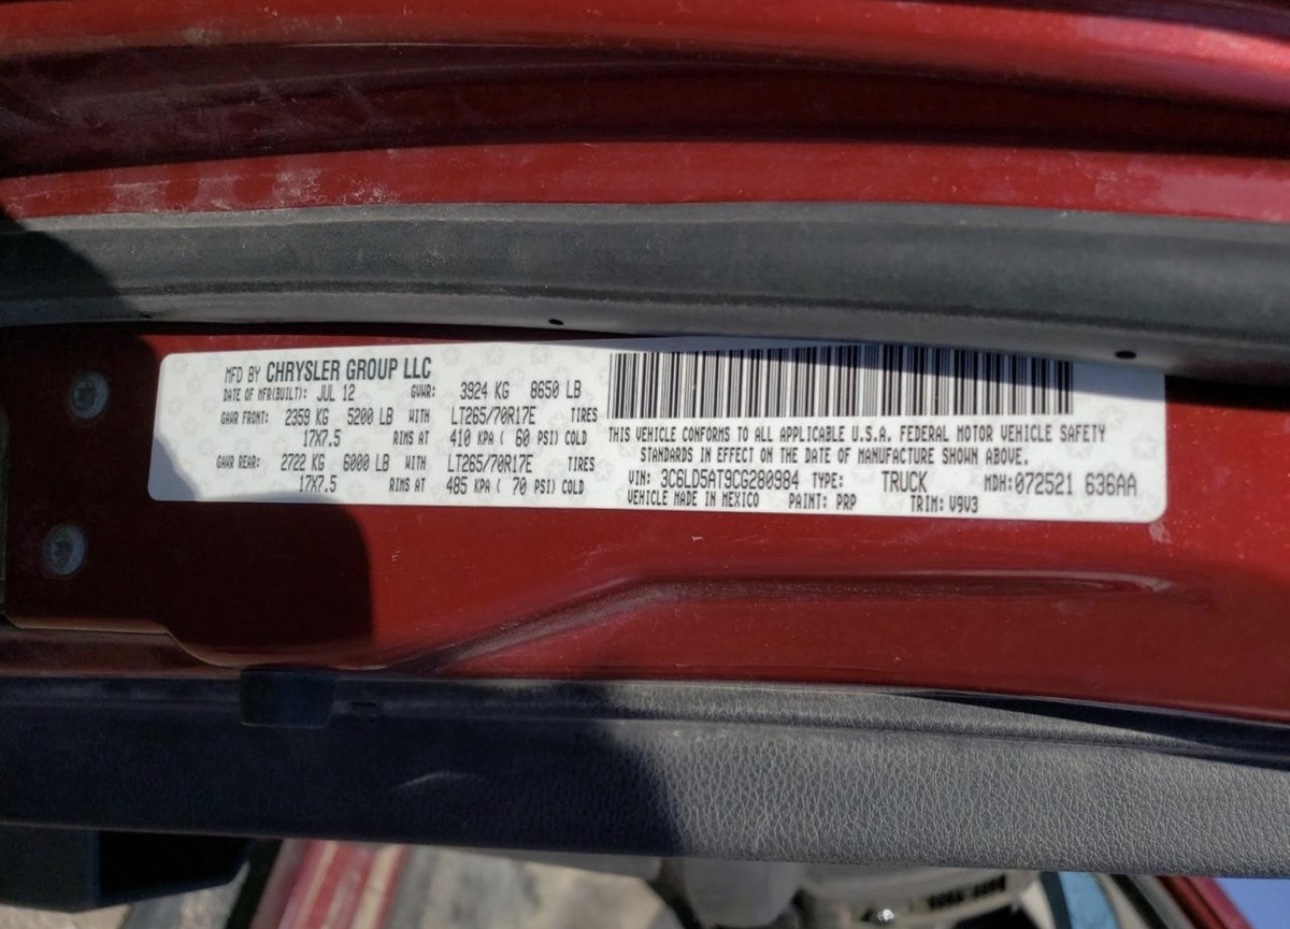 MFD BY CHRYSLER GROUP LLC
DATE OF MFR(BUILT): JUL 12 GVWR: 3924 KG 8650 LB
GAWR FRONT: 2359 KG 5200 LB WITH LT265/70R17E TIRES
17X7.5 RIMS AT 410 KPA ( 60 PSI) COLD
GAWR REAR: 2722 KG 6000 LB WITH LT265/70R17E TIRES
17X7.5 RIMS AT 485 KPA ( 70 PSI) COLD
THIS VEHICLE CONFORMS TO ALL APPLICABLE U.S.A. FEDERAL MOTOR VEHICLE SAFETY
STANDARDS IN EFFECT ON THE DATE OF MANUFACTURE SHOWN ABOVE.
VIN: 3C6LD5AT9CG280984 TYPE: TRUCK MDH:072521 636AA
VEHICLE MADE IN MEXICO PAINT: PRP TRIM: V9V3